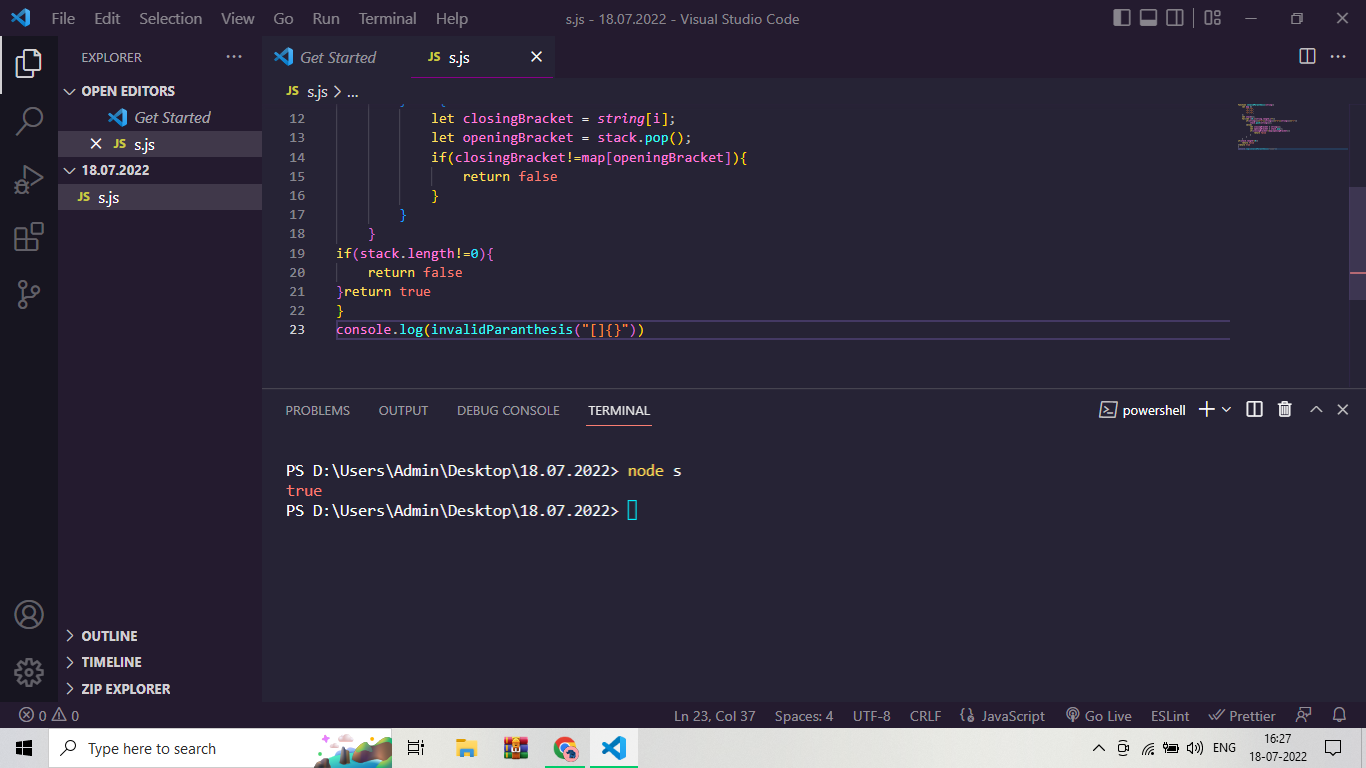 File Edit Selection View Go Run Terminal Help s.js - 18.07.2022 - Visual Studio Code
EXPLORER
Get Started
JS s.js
OPEN EDITORS
Get Started
JS s.js
18.07.2022
JS s.js
JS s.js > ...
12 let closingBracket = string[i];
13 let openingBracket = stack.pop();
14 if(closingBracket!=map[openingBracket]){
15 return false
16 }
17 }
18 }
19 if(stack.length!=0){
20 return false
21 }return true
22 }
23 console.log(invalidParanthesis("[]{}"))
PROBLEMS OUTPUT DEBUG CONSOLE TERMINAL powershell
PS D:\Users\Admin\Desktop\18.07.2022> node s
true
PS D:\Users\Admin\Desktop\18.07.2022>
OUTLINE
TIMELINE
ZIP EXPLORER
0 0 Ln 23, Col 37 Spaces: 4 UTF-8 CRLF JavaScript Go Live ESLint Prettier
Type here to search
ENG
16:27
18-07-2022